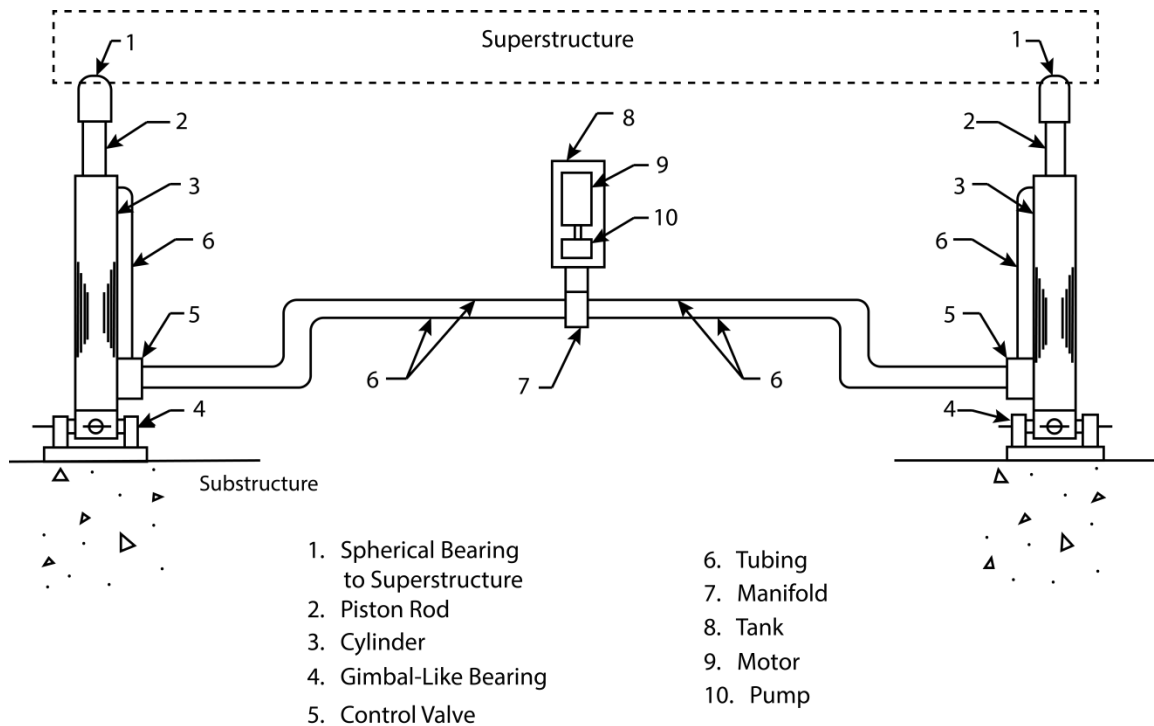 Superstructure
1
1
2
2
8
9
3
3
10
6
6
5
5
6
7
6
4
4
Substructure
1. Spherical Bearing
to Superstructure
2. Piston Rod
3. Cylinder
4. Gimbal-Like Bearing
5. Control Valve
6. Tubing
7. Manifold
8. Tank
9. Motor
10. Pump